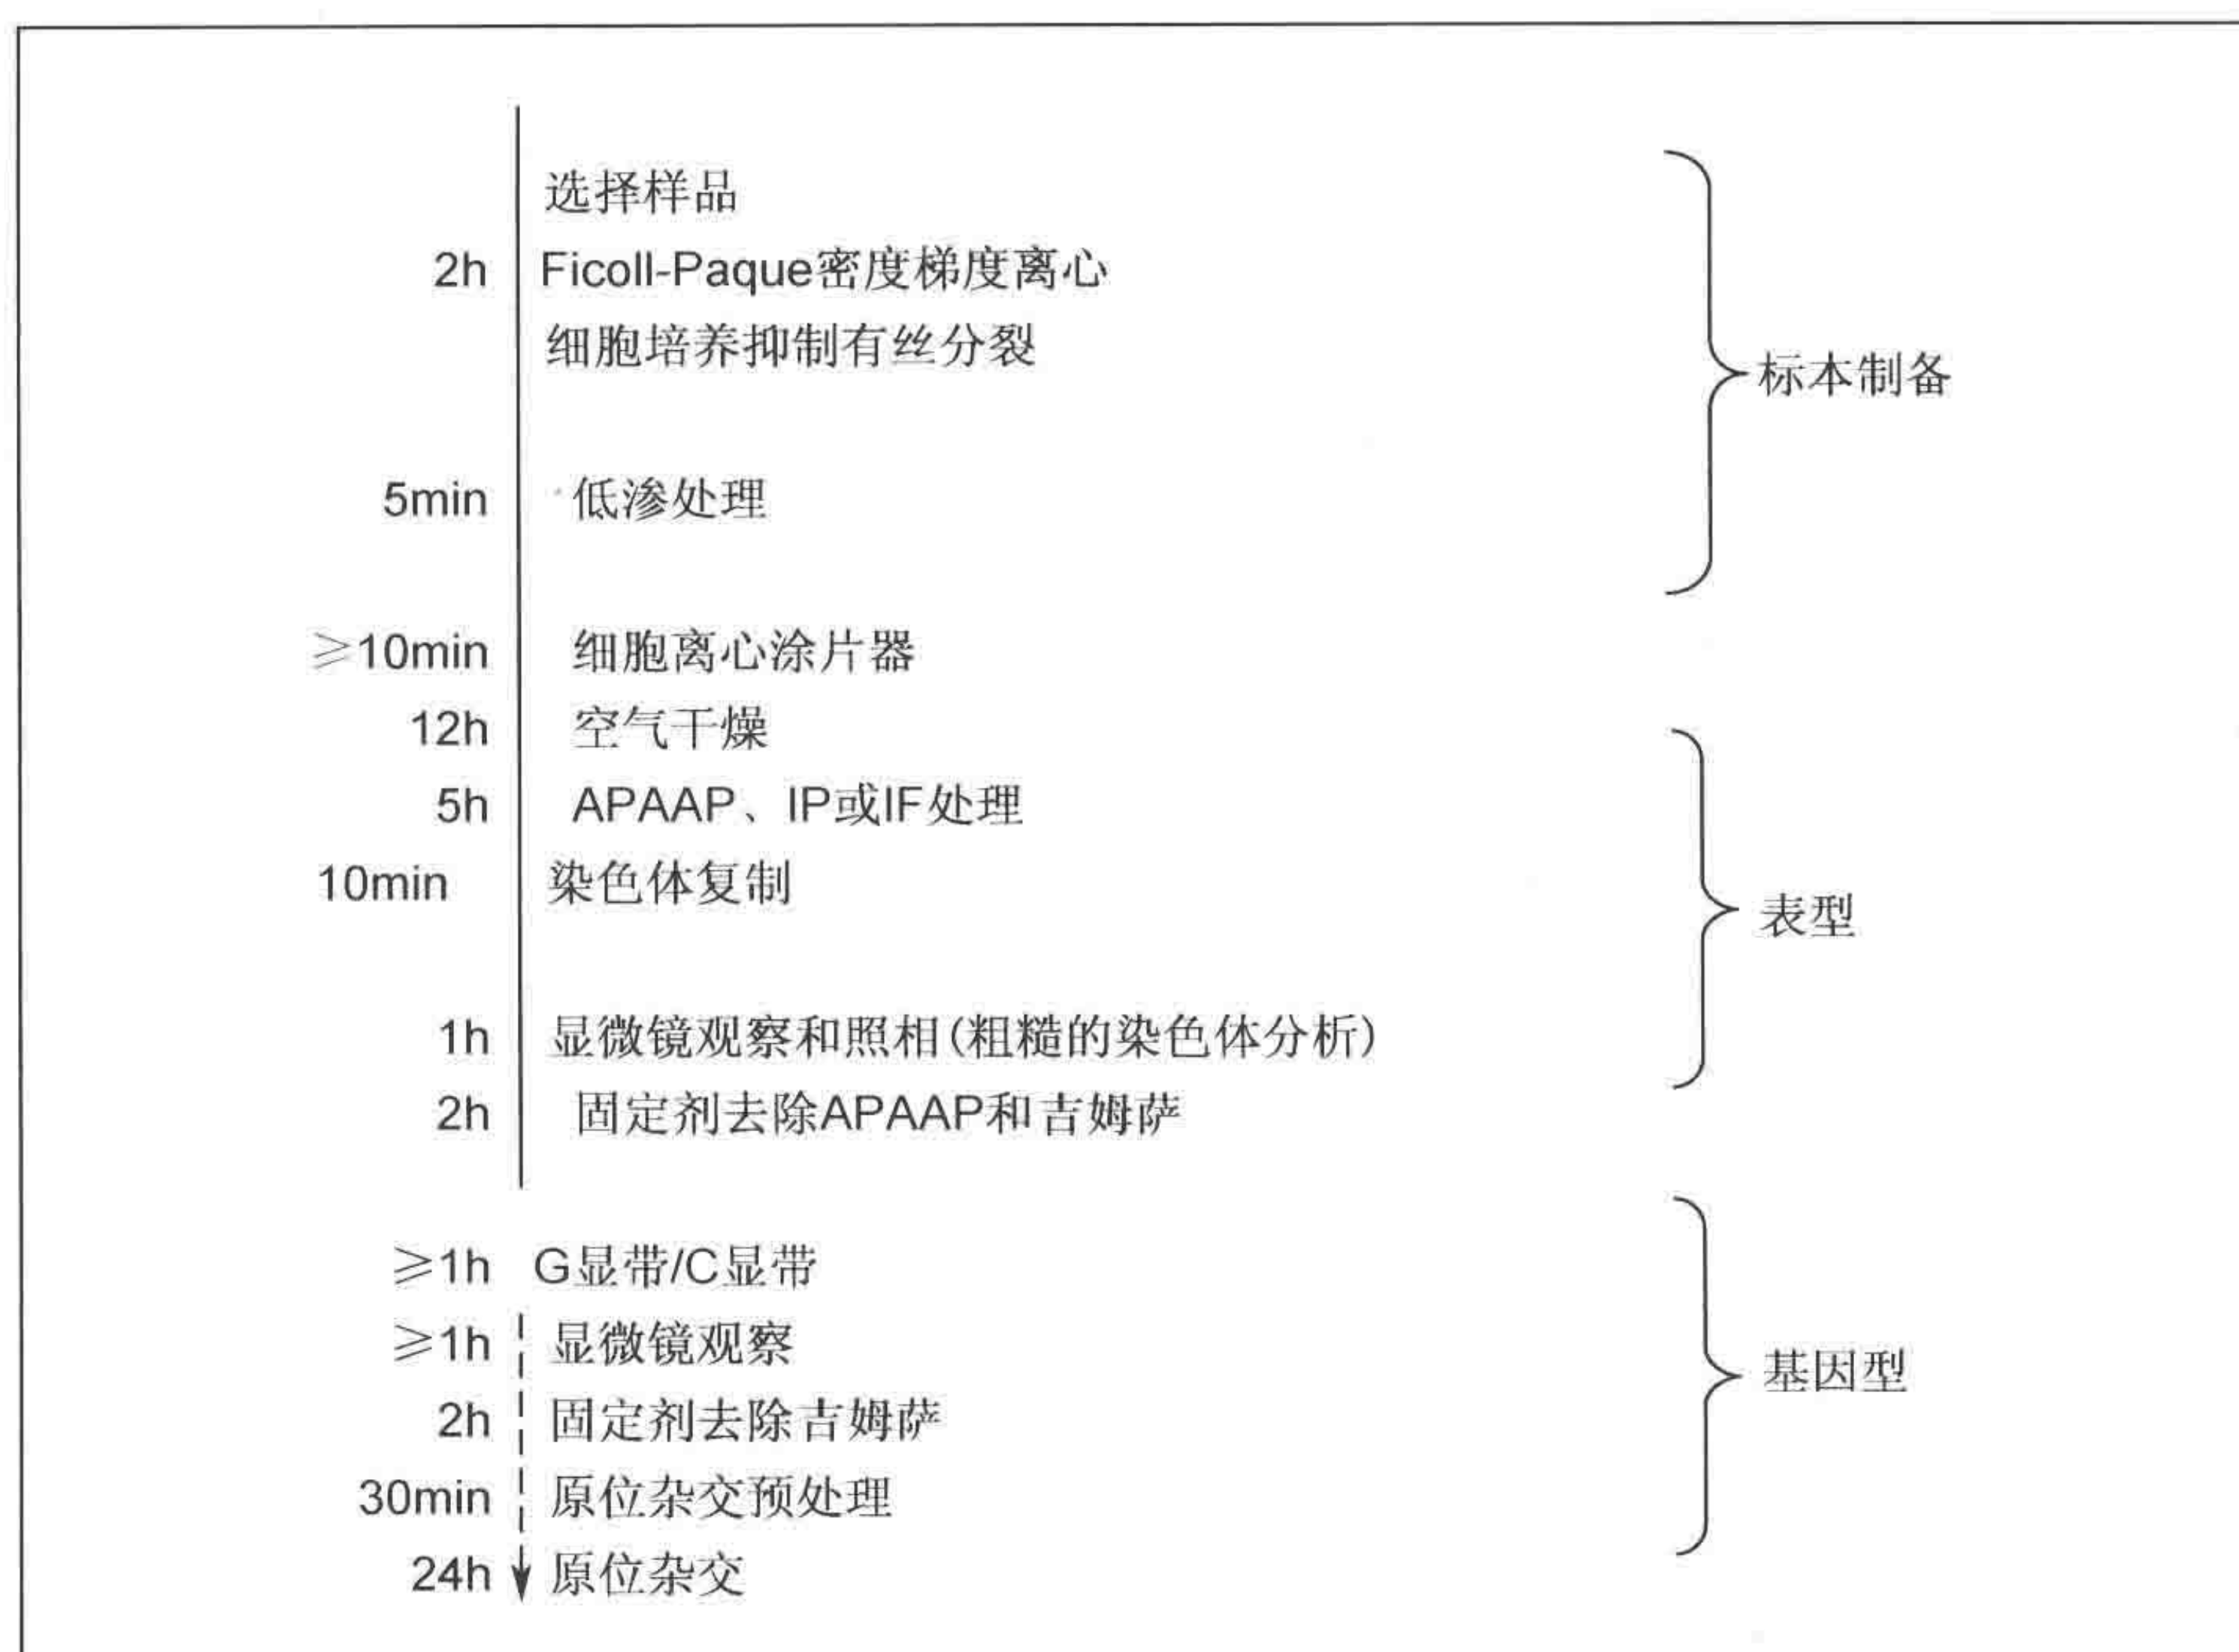 选择样品
2h Ficoll-Paque密度梯度离心
细胞培养抑制有丝分裂
标本制备
5min 低渗处理
≥10min 细胞离心涂片器
12h 空气干燥
5h APAAP、IP或IF处理
10min 染色体复制
表型
1h 显微镜观察和照相(粗糙的染色体分析)
2h 固定剂去除APAAP和吉姆萨
≥1h G显带/C显带
≥1h 显微镜观察
基因型
2h 固定剂去除吉姆萨
30min 原位杂交预处理
24h 原位杂交